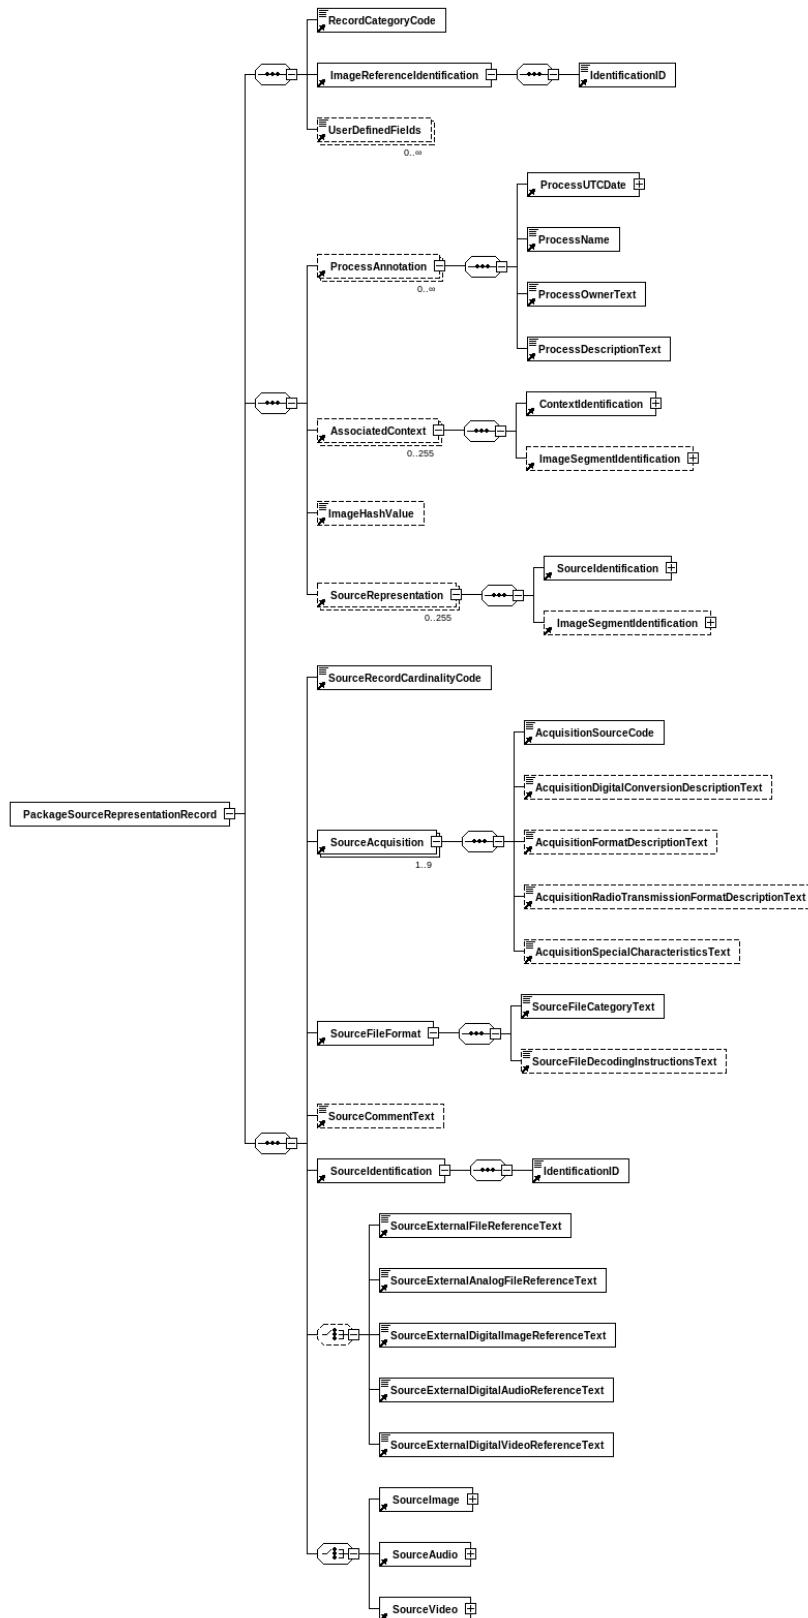 RecordCategoryCode
ImageReferenceIdentification
IdentificationID
UserDefinedFields
0..∞
ProcessUTCDate
ProcessName
ProcessAnnotation
0..∞
ProcessOwnerText
ProcessDescriptionText
ContextIdentification
AssociatedContext
0..255
ImageSegmentIdentification
ImageHashValue
SourceIdentification
SourceRepresentation
0..255
ImageSegmentIdentification
SourceRecordCardinalityCode
AcquisitionSourceCode
AcquisitionDigitalConversionDescriptionText
PackageSourceRepresentationRecord
SourceAcquisition
1..9
AcquisitionFormatDescriptionText
AcquisitionRadioTransmissionFormatDescriptionText
AcquisitionSpecialCharacteristicsText
SourceFileCategoryText
SourceFileFormat
SourceFileDecodingInstructionsText
SourceCommentText
SourceIdentification
IdentificationID
SourceExternalFileReferenceText
SourceExternalAnalogFileReferenceText
SourceExternalDigitalImageReferenceText
SourceExternalDigitalAudioReferenceText
SourceExternalDigitalVideoReferenceText
SourceImage
SourceAudio
SourceVideo